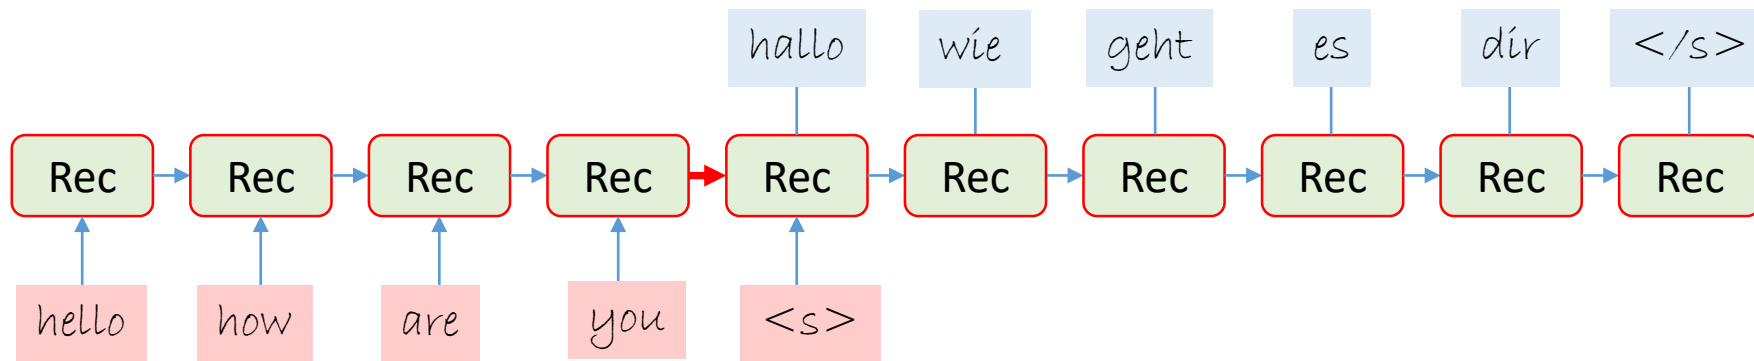 hallo wie geht es dir </s>
Rec Rec Rec Rec Rec Rec Rec Rec Rec Rec
hello how are you <s>